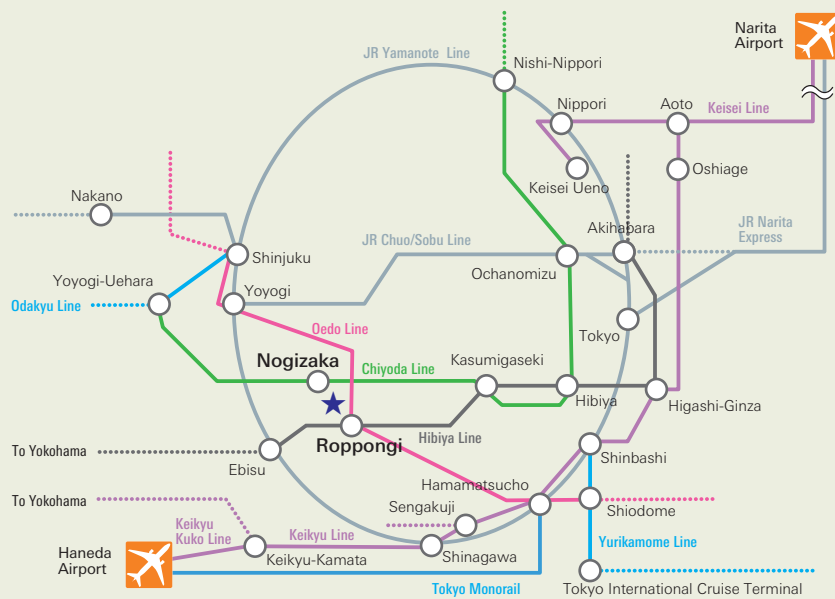 Narita
Airport
JR Yamanote Line
Nishi-Nippori
Nippori
Aoto
Keisei Line
Oshiage
Keisei Ueno
Nakano
Akihabara
JR Narita
Express
JR Chuo/Sobu Line
Shinjuku
Ochanomizu
Yoyogi-Uehara
Yoyogi
Odakyu Line
Oedo Line
Tokyo
Nogizaka
Chiyoda Line
Kasumigaseki
Hibiya
Higashi-Ginza
Roppongi
Hibiya Line
To Yokohama
Ebisu
Shinbashi
Hamamatsucho
To Yokohama
Sengakuji
Shiodome
Keikyu
Kuko Line
Keikyu Line
Yurikamome Line
Haneda
Airport
Keikyu-Kamata
Shinagawa
Tokyo Monorail
Tokyo International Cruise Terminal